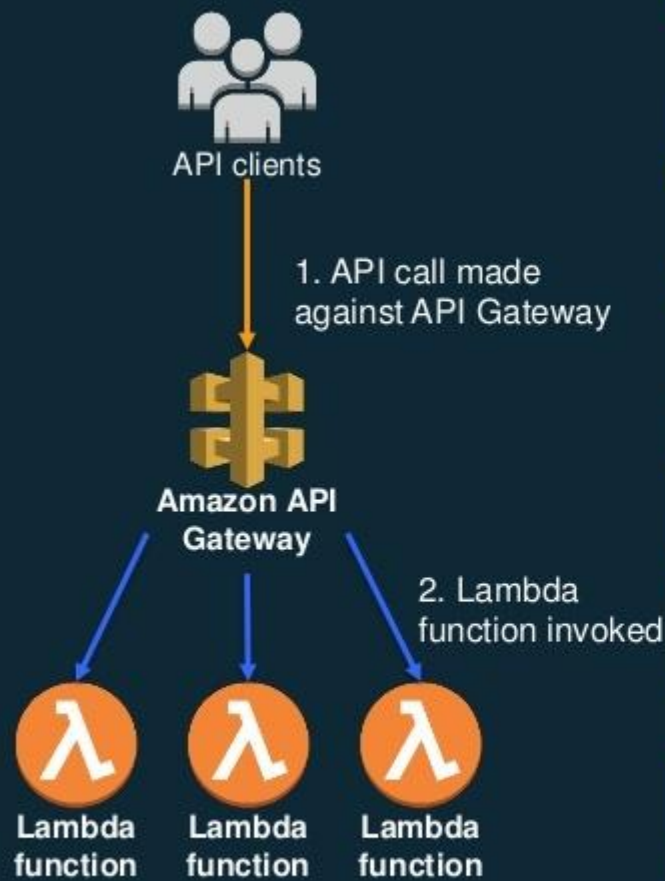 API clients
1. API call made
against API Gateway
Amazon API
Gateway
2. Lambda
function invoked
λ λ λ
Lambda Lambda Lambda
function function function